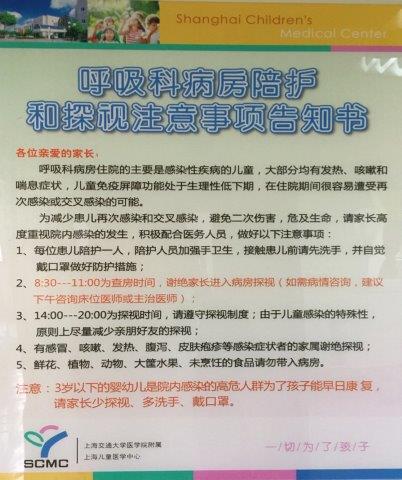 Shanghai Children's
Medical Center
呼吸科病房陪护
和探视注意事项告知书
各位亲爱的家长：
呼吸科病房住院的主要是感染性疾病的儿童，大部分均有发热、咳嗽和
喘息症状，儿童免疫屏障功能处于生理性低下期，在住院期间很容易遭受再
次感染或交叉感染的可能。
为减少患儿再次感染和交叉感染，避免二次伤害，危及生命，请家长高
度重视院内感染的发生，积极配合医务人员，做好以下注意事项：
1、每位患儿陪护一人，陪护人员加强手卫生，接触患儿前请先洗手，并自觉
戴口罩做好防护措施；
2、8:30---11:00为查房时间，谢绝家长进入病房探视（如需病情咨询，建议
下午咨询床位医师或主治医师）；
3、14:00---20:00为探视时间，请遵守探视制度；由于儿童感染的特殊性，
原则上尽量减少亲朋好友的探视；
4、有感冒、咳嗽、发热、腹泻、皮肤疱疹等感染症状者的家属谢绝探视；
5、鲜花、植物、动物、大筐水果、未烹饪的食品请勿带入病房。
注意：3岁以下的婴幼儿是院内感染的高危人群为了孩子能早日康 复，
请家长少探视、多洗手、戴口罩。
SCMC
上海交通大学医学院附属
上海儿童医学中心
一/切/为/了/孩/子